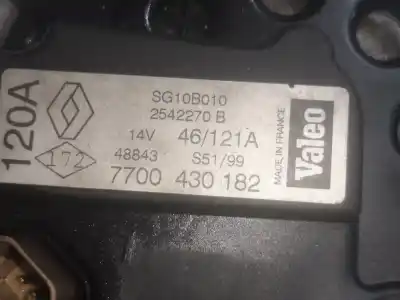 120A
SG10B010
2542270 B
14V 46/121A
172 48843 S51/99
7700 430 182
MADE IN FRANCE
Valeo